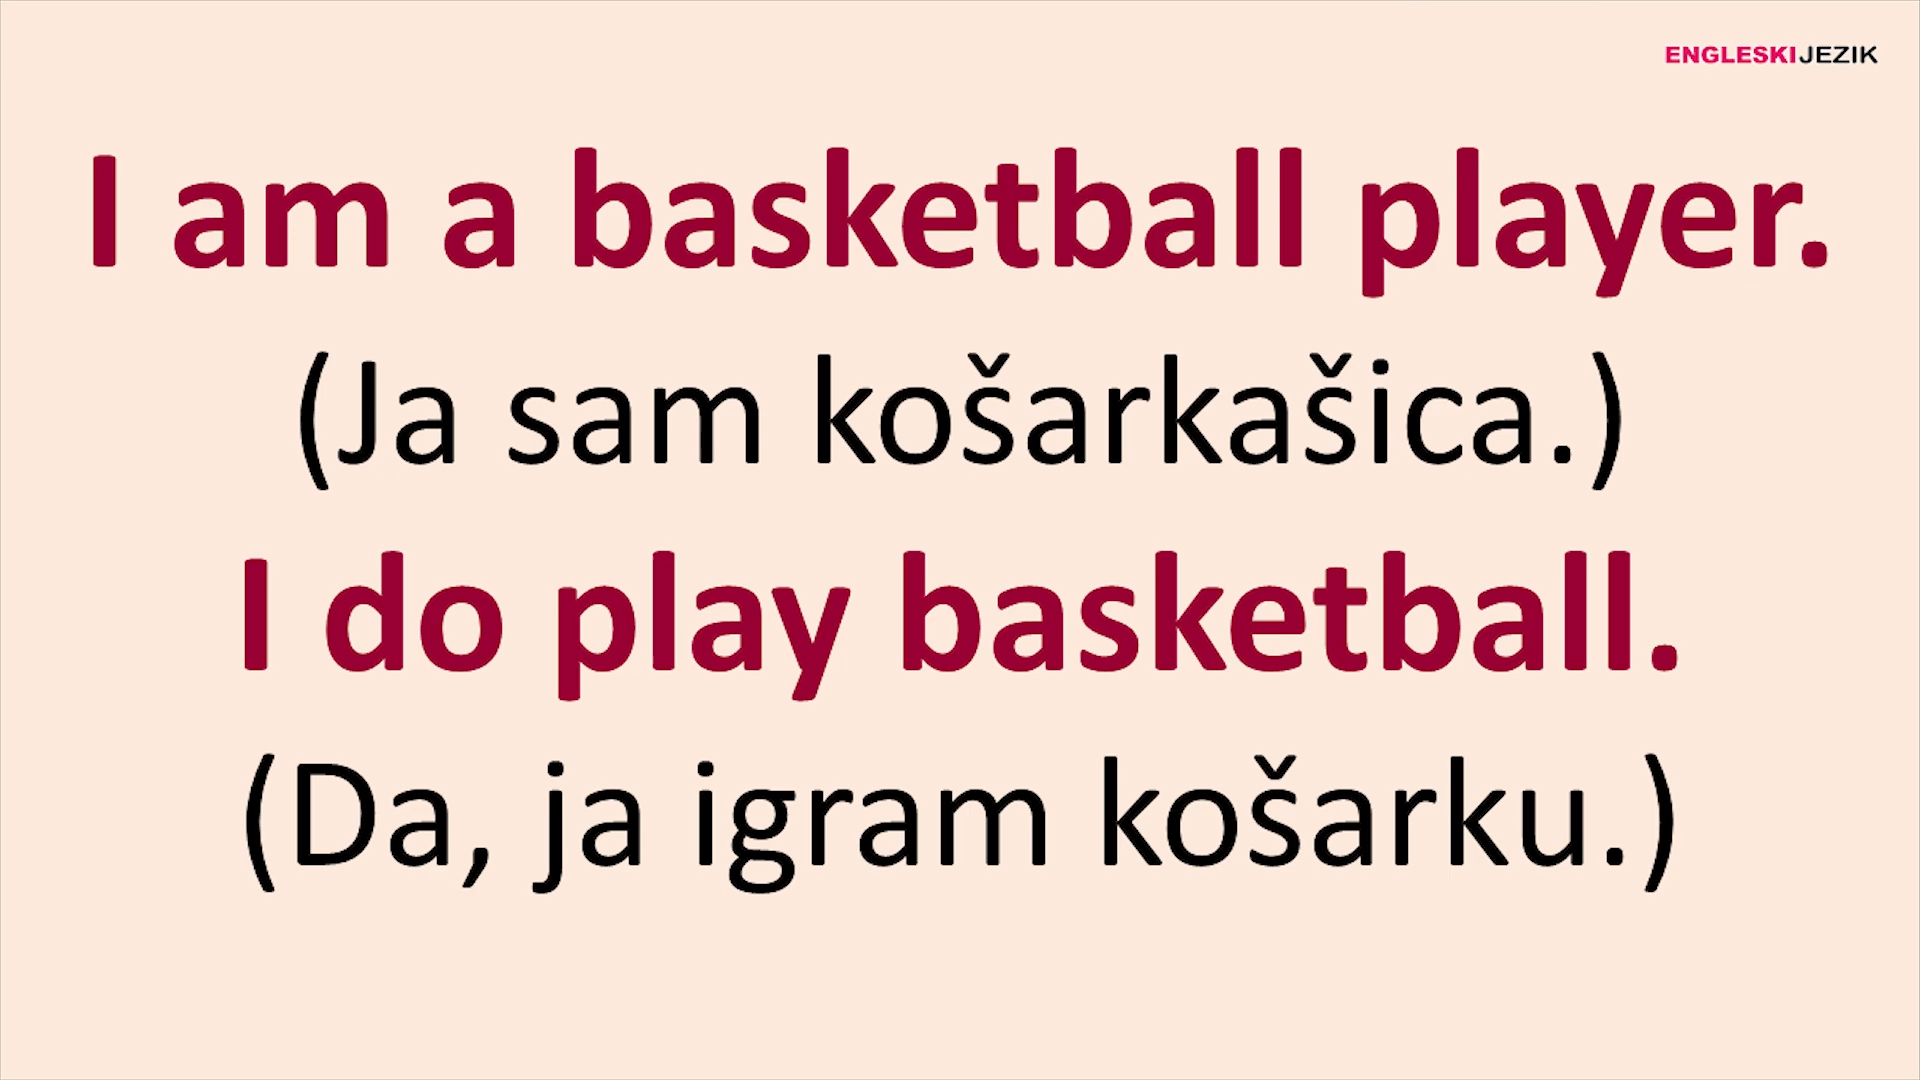 ENGLESKIJEZIK
I am a basketball player.
(Ja sam košarkašica.)
I do play basketball.
(Da, ja igram košarku.)